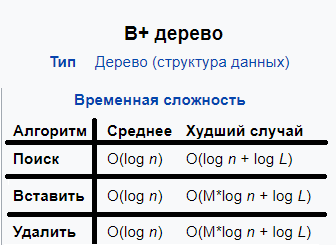 B+ дерево
Тип Дерево (структура данных)
Временная сложность
Алгоритм Среднее Худший случай
Поиск O(log n) O(log n + log L)
Вставить O(log n) O(M*log n + log L)
Удалить O(log n) O(M*log n + log L)